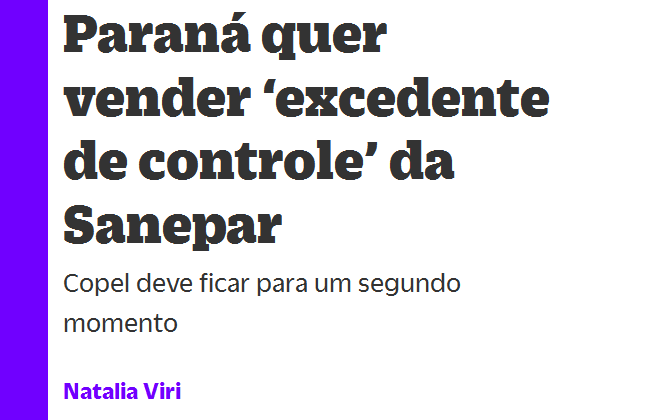 Paraná quer
vender ‘excedente
de controle’ da
Sanepar
Copel deve ficar para um segundo
momento
Natalia Viri